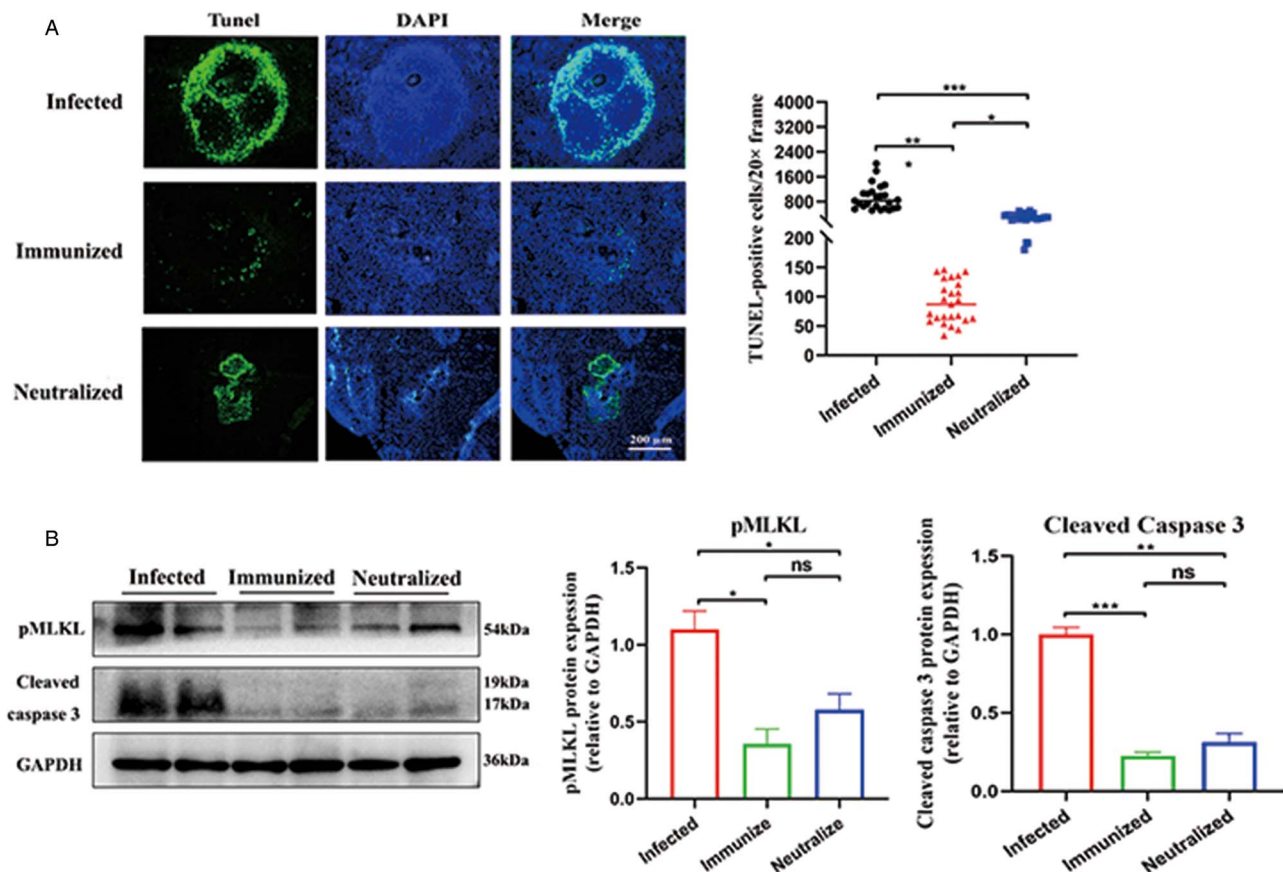 A
Tunel DAPI Merge
Infected
Immunized
Neutralized
200 μm
TUNEL-positive cells/20× frame
4000
3200
2400
1600
800
200
150
100
50
0
***
*
**
*
Infected Immunized Neutralized
B
Infected Immunized Neutralized
pMLKL
54kDa
Cleaved
caspase 3
19kDa
17kDa
GAPDH
36kDa
pMLKL
pMLKL protein expession
(relative to GAPDH)
1.5
1.0
0.5
0.0
*
ns
*
Infected Immunize Neutralize
Cleaved Caspase 3
Cleaved caspase 3 protein expession
(relative to GAPDH)
1.5
1.0
0.5
0.0
**
ns
***
Infected Immunized Neutralized